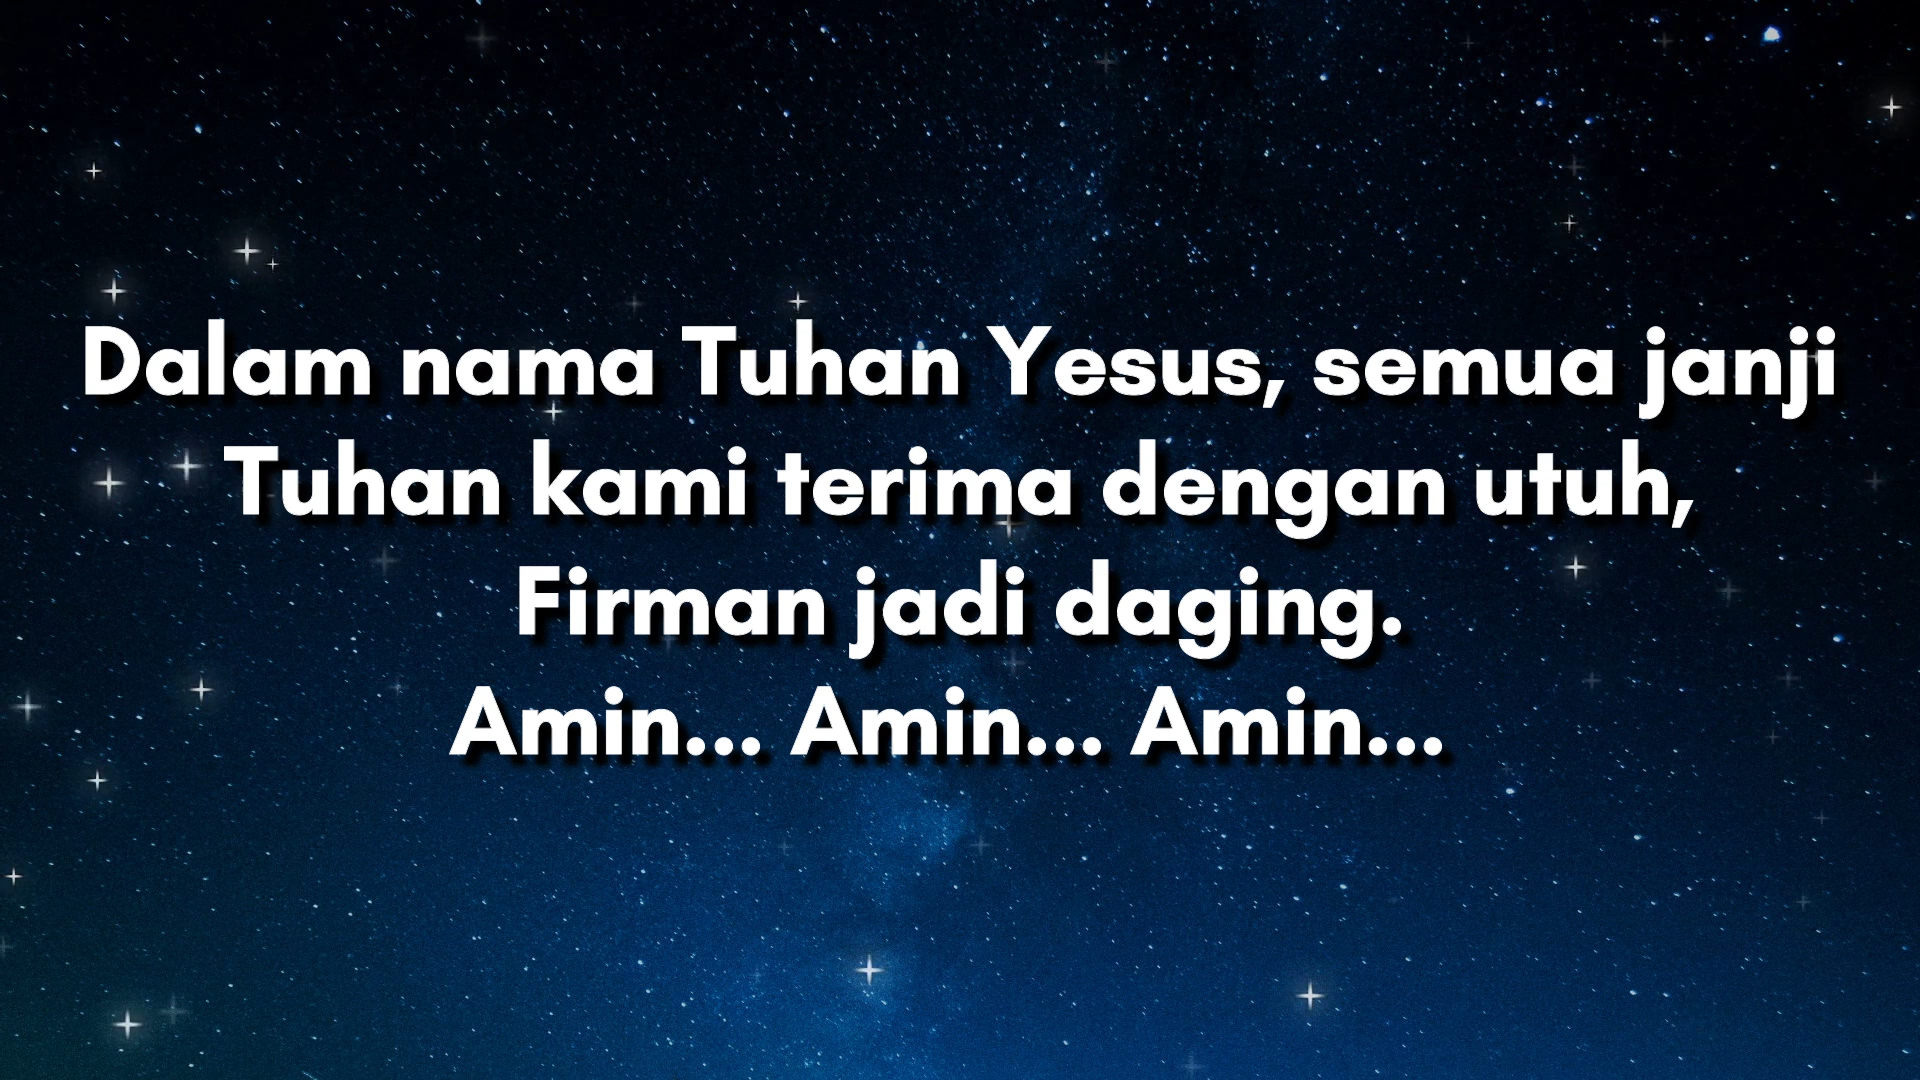 Dalam nama Tuhan Yesus, semua janji
Tuhan kami terima dengan utuh,
Firman jadi daging.
Amin... Amin... Amin...